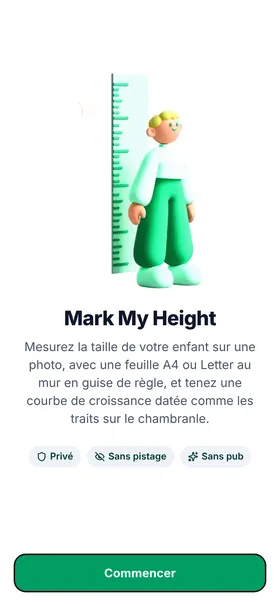 Mark My Height
Mesurez la taille de votre enfant sur une
photo, avec une feuille A4 ou Letter au
mur en guise de règle, et tenez une
courbe de croissance datée comme les
traits sur le chambranle.
Privé
Sans pistage
Sans pub
Commencer